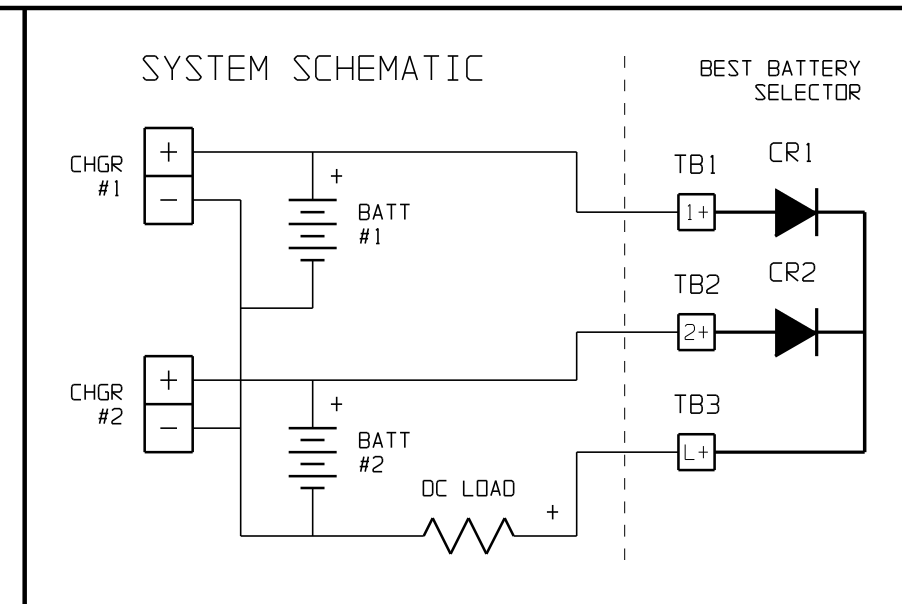 SYSTEM SCHEMATIC
BEST BATTERY
SELECTOR
CHGR
#1
+
−
+
BATT
#1
TB1
1+
CR1
TB2
2+
CR2
CHGR
#2
+
−
+
BATT
#2
DC LOAD
+
TB3
L+